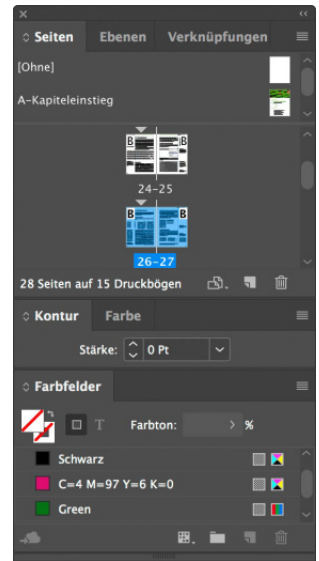 Seiten Ebenen Verknüpfungen
[Ohne]
A-Kapiteleinstieg
B B
24-25
B B
26-27
28 Seiten auf 15 Druckbögen
Kontur Farbe
Stärke: 0 Pt
Farbfelder
T Farbton: %
Schwarz
C=4 M=97 Y=6 K=0
Green